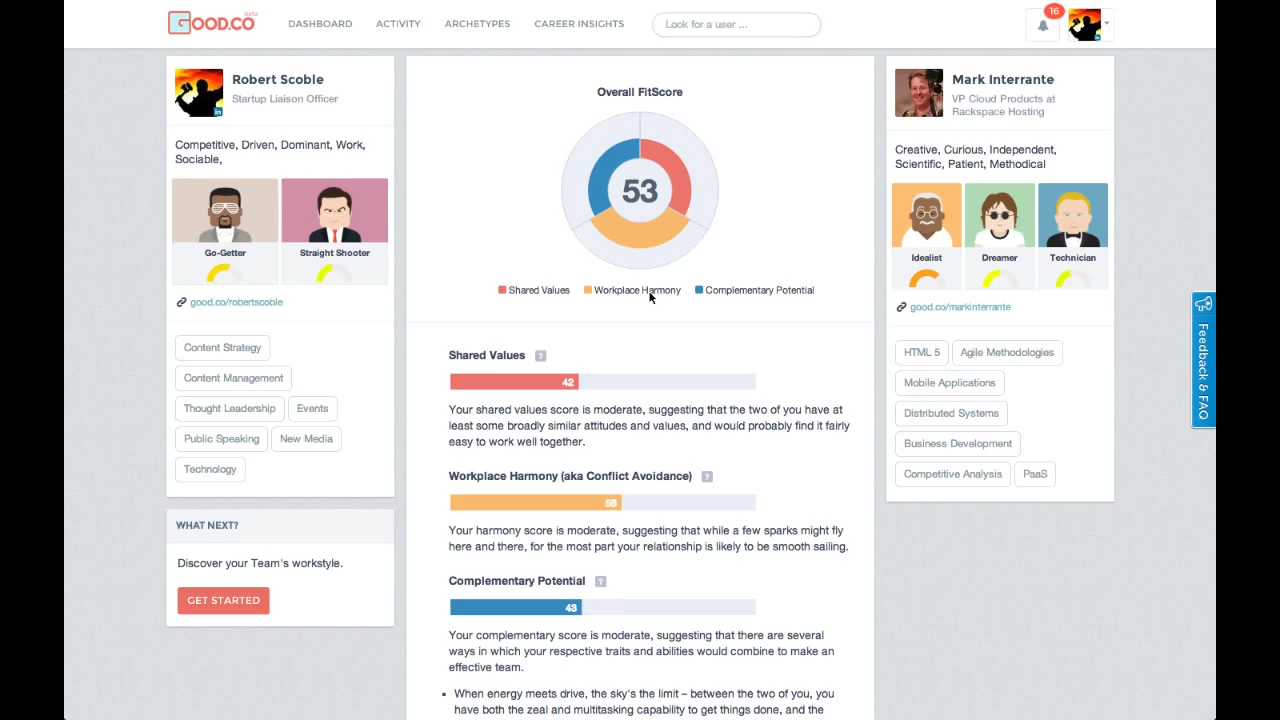 GOOD.CO beta
DASHBOARD
ACTIVITY
ARCHETYPES
CAREER INSIGHTS
Look for a user ...
16
Robert Scoble
Startup Liaison Officer
Competitive, Driven, Dominant, Work,
Sociable,
Go-Getter
Straight Shooter
good.co/robertscoble
Content Strategy
Content Management
Thought Leadership
Events
Public Speaking
New Media
Technology
WHAT NEXT?
Discover your Team's workstyle.
GET STARTED
Overall FitScore
53
Shared Values
Workplace Harmony
Complementary Potential
Shared Values ?
42
Your shared values score is moderate, suggesting that the two of you have at
least some broadly similar attitudes and values, and would probably find it fairly
easy to work well together.
Workplace Harmony (aka Conflict Avoidance) ?
56
Your harmony score is moderate, suggesting that while a few sparks might fly
here and there, for the most part your relationship is likely to be smooth sailing.
Complementary Potential ?
43
Your complementary score is moderate, suggesting that there are several
ways in which your respective traits and abilities would combine to make an
effective team.
When energy meets drive, the sky's the limit – between the two of you, you
have both the zeal and multitasking capability to get things done, and the
Mark Interrante
VP Cloud Products at
Rackspace Hosting
Creative, Curious, Independent,
Scientific, Patient, Methodical
Idealist
Dreamer
Technician
good.co/markinterrante
HTML 5
Agile Methodologies
Mobile Applications
Distributed Systems
Business Development
Competitive Analysis
PaaS
Feedback & FAQ